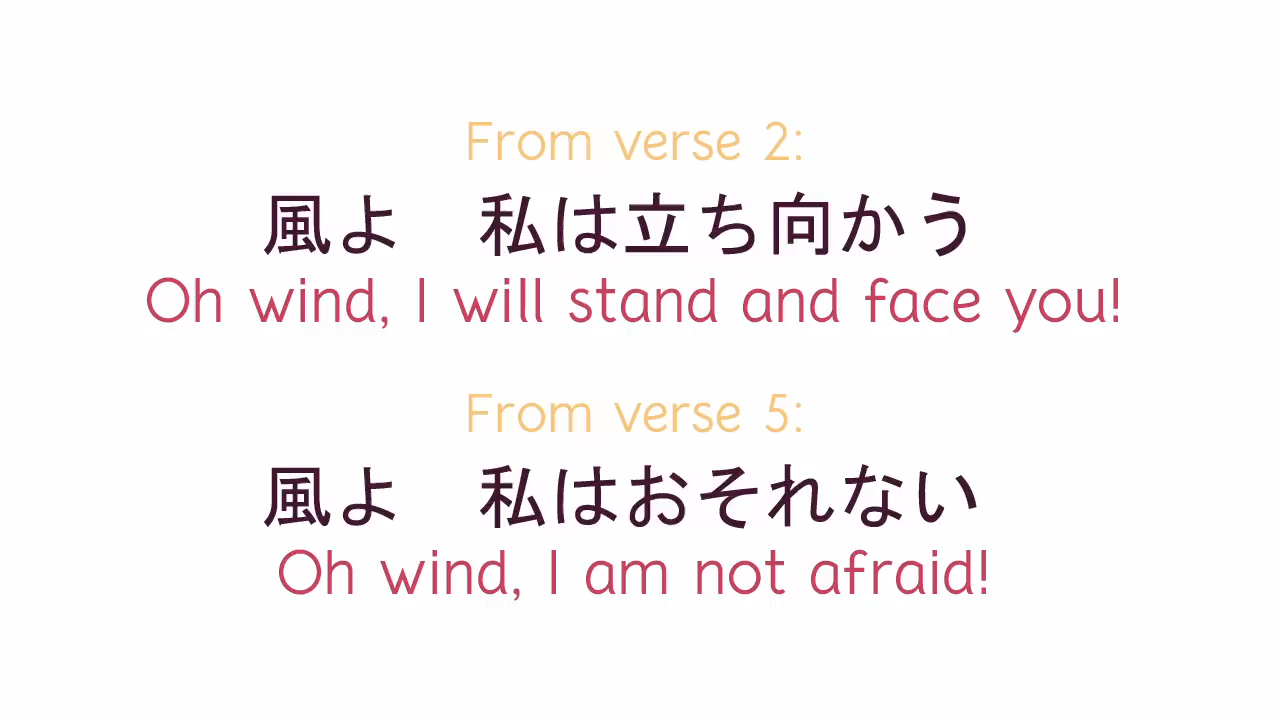 From verse 2:
風よ　私は立ち向かう
Oh wind, I will stand and face you!
From verse 5:
風よ　私はおそれない
Oh wind, I am not afraid!